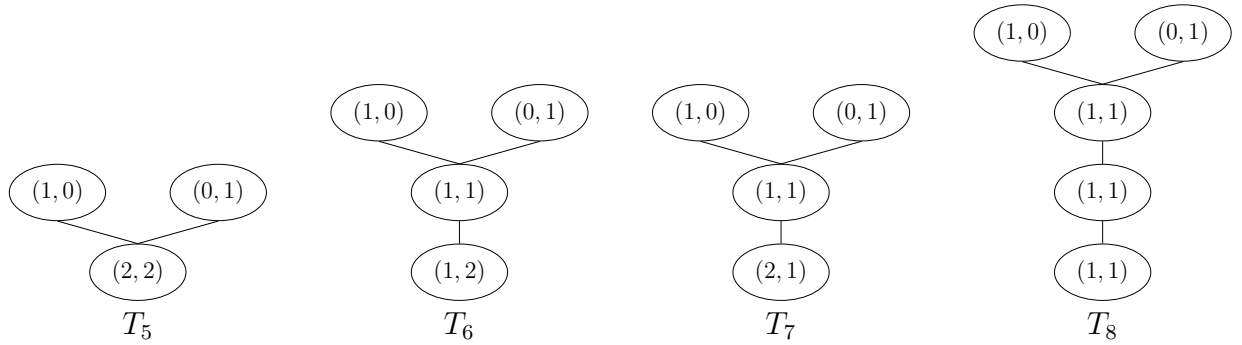 (1, 0) (0, 1)
(1, 0) (0, 1) (1, 0) (0, 1) (1, 1)
(1, 0) (0, 1) (1, 1) (1, 1) (1, 1)
(2, 2) (1, 2) (2, 1) (1, 1)
T5 T6 T7 T8